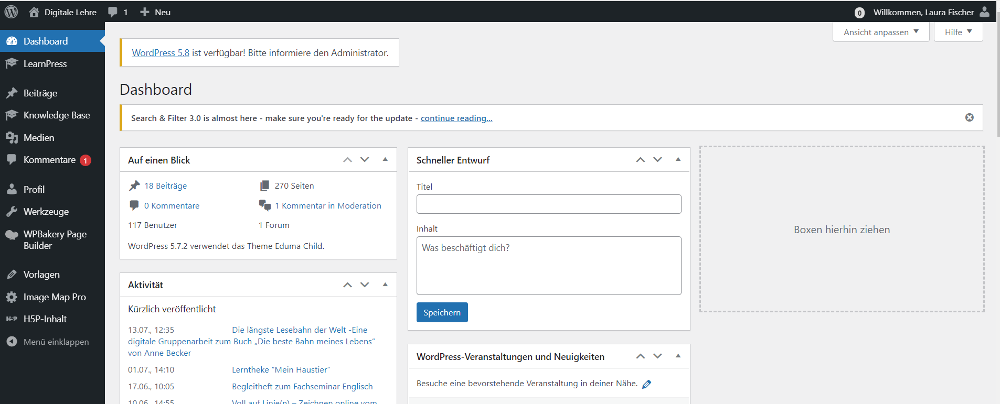 Digitale Lehre 1 Neu 0 Willkommen, Laura Fischer
Ansicht anpassen Hilfe
Dashboard
LearnPress
Beiträge
Knowledge Base
Medien
Kommentare 1
Profil
Werkzeuge
WPBakery Page
Builder
Vorlagen
Image Map Pro
H5P H5P-Inhalt
Menü einklappen
WordPress 5.8 ist verfügbar! Bitte informiere den Administrator.
Dashboard
Search & Filter 3.0 is almost here - make sure you're ready for the update - continue reading...
Auf einen Blick
18 Beiträge 270 Seiten
0 Kommentare 1 Kommentar in Moderation
117 Benutzer 1 Forum
WordPress 5.7.2 verwendet das Theme Eduma Child.
Aktivität
Kürzlich veröffentlicht
13.07., 12:35 Die längste Lesebahn der Welt -Eine
digitale Gruppenarbeit zum Buch „Die beste Bahn meines Lebens“
von Anne Becker
01.07., 14:10 Lerntheke “Mein Haustier”
17.06., 10:05 Begleitheft zum Fachseminar Englisch
10.06., 14:55 Voll auf Linie(n) – Zeichnen online vom
Schneller Entwurf
Titel
Inhalt
Was beschäftigt dich?
Speichern
WordPress-Veranstaltungen und Neuigkeiten
Besuche eine bevorstehende Veranstaltung in deiner Nähe.
Boxen hierhin ziehen